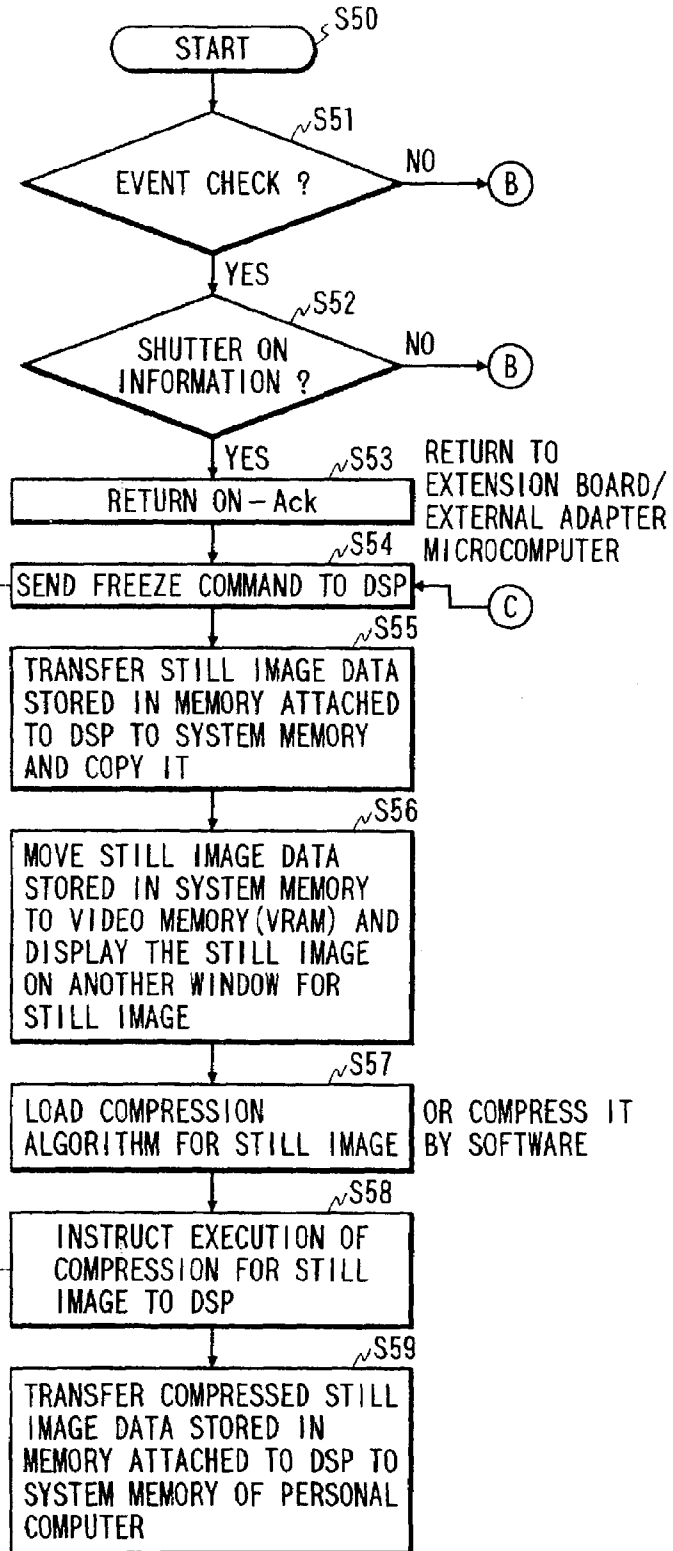 S50
START
S51
EVENT CHECK ?
NO
B
YES
S52
SHUTTER ON
INFORMATION ?
NO
B
YES
S53
RETURN ON-Ack
RETURN TO
EXTENSION BOARD/
EXTERNAL ADAPTER
MICROCOMPUTER
S54
SEND FREEZE COMMAND TO DSP
C
S55
TRANSFER STILL IMAGE DATA
STORED IN MEMORY ATTACHED
TO DSP TO SYSTEM MEMORY
AND COPY IT
S56
MOVE STILL IMAGE DATA
STORED IN SYSTEM MEMORY
TO VIDEO MEMORY(VRAM) AND
DISPLAY THE STILL IMAGE
ON ANOTHER WINDOW FOR
STILL IMAGE
S57
LOAD COMPRESSION
ALGORITHM FOR STILL IMAGE
OR COMPRESS IT
BY SOFTWARE
S58
INSTRUCT EXECUTION OF
COMPRESSION FOR STILL
IMAGE TO DSP
S59
TRANSFER COMPRESSED STILL
IMAGE DATA STORED IN
MEMORY ATTACHED TO DSP TO
SYSTEM MEMORY OF PERSONAL
COMPUTER